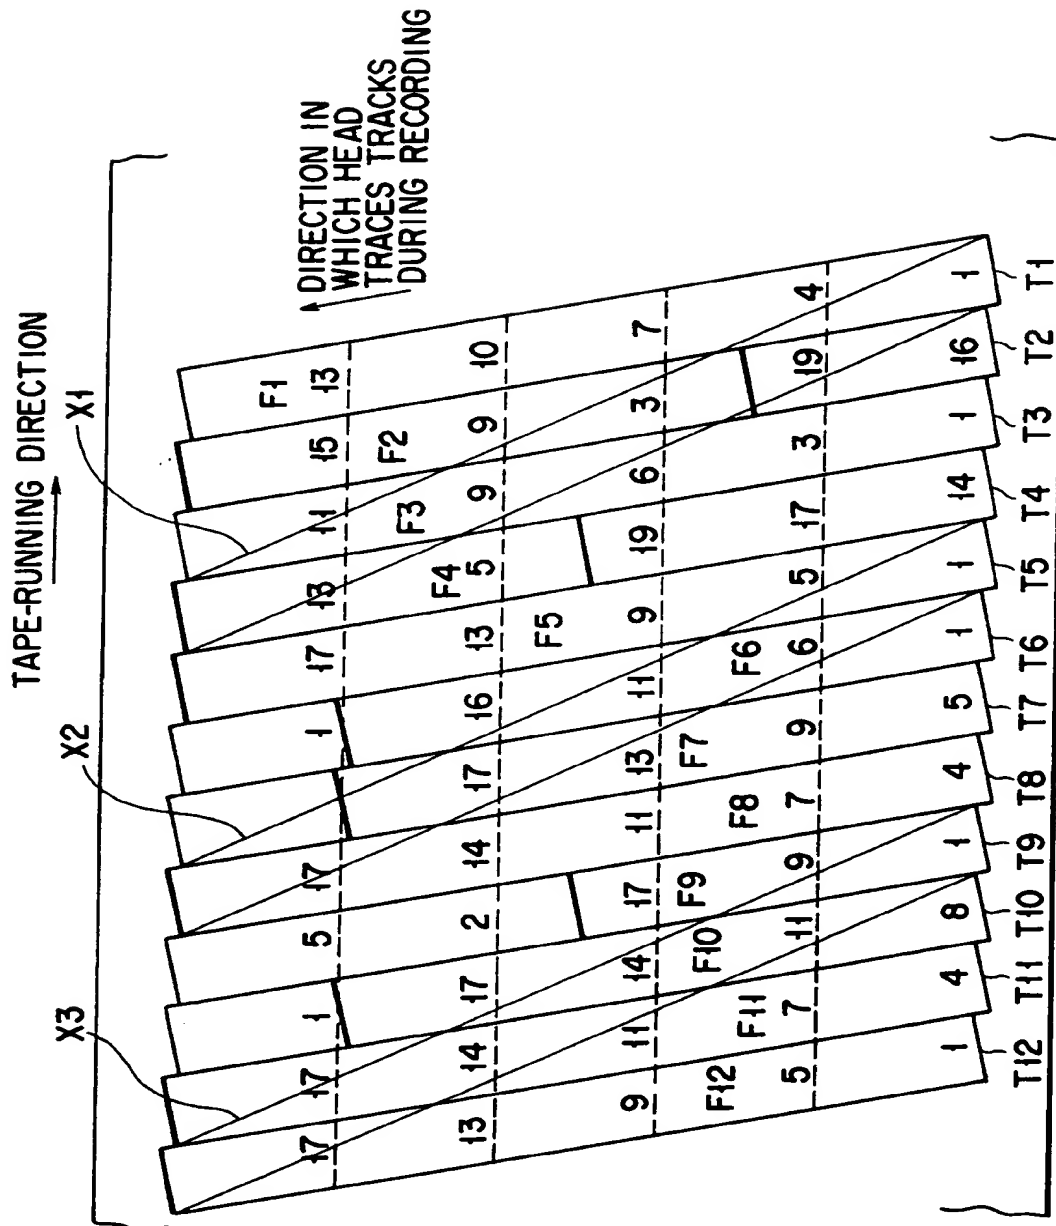 TAPE-RUNNING DIRECTION
X3 X2 X1
DIRECTION IN
WHICH HEAD
TRACES TRACKS
DURING RECORDING
F1
17 17 1 5 17 1 17 13 11 15 13
F3 F2
F4
13 14 17 2 14 17 16 13 5 9 9 10
F5
9 11 14 17 11 13 11 9 19 6 3 7
F10 F9 F7
F12 F11 F8 F6
5 7 11 9 7 9 6 5 17 3 19 4
1 4 8 1 4 5 1 1 14 1 16 1
T12 T11 T10 T9 T8 T7 T6 T5 T4 T3 T2 T1